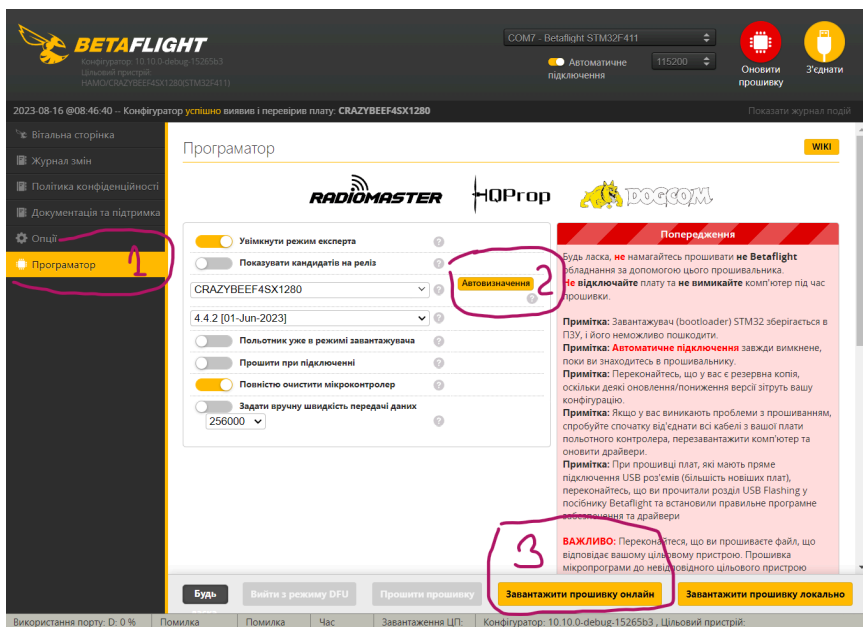 BETAFLIGHT
Конфігуратор: 10.10.0-debug-15265b3
Цільовий пристрій:
HAMO/CRAZYBEEF4SX1280(STM32F411)
COM7 - Betaflight STM32F411
Автоматичне підключення
115200
Оновити прошивку
З'єднати
2023-08-16 @08:46:40 -- Конфігуратор успішно виявив і перевірив плату: CRAZYBEEF4SX1280
Показати журнал подій
Вітальна сторінка
Журнал змін
Політика конфіденційності
Документація та підтримка
Опції
Програматор
1
Програматор
WIKI
RADIOMASTER
HQProp
DOGCOM
Увімкнути режим експерта
Показувати кандидатів на реліз
CRAZYBEEF4SX1280
Автовизначення
2
4.4.2 [01-Jun-2023]
Польотник уже в режимі завантажувача
Прошити при підключенні
Повністю очистити мікроконтролер
Задати вручну швидкість передачі даних
256000
Попередження
Будь ласка, не намагайтесь прошивати не Betaflight
обладнання за допомогою цього прошивальника.
Не відключайте плату та не вимикайте комп'ютер під час
прошивки.
Примітка: Завантажувач (bootloader) STM32 зберігається в
ПЗУ, і його неможливо пошкодити.
Примітка: Автоматичне підключення завжди вимкнене,
поки ви знаходитесь в прошивальнику.
Примітка: Переконайтесь, що у вас є резервна копія,
оскільки деякі оновлення/пониження версії зітруть вашу
конфігурацію.
Примітка: Якщо у вас виникають проблеми з прошиванням,
спробуйте спочатку від'єднати всі кабелі з вашої плати
польотного контролера, перезавантажити комп'ютер та
оновити драйвери.
Примітка: При прошивці плат, які мають пряме
підключення USB роз'ємів (більшість новіших плат),
переконайтесь, що ви прочитали розділ USB Flashing у
посібнику Betaflight та встановили правильне програмне
забезпечення та драйвери
ВАЖЛИВО: Переконайтеся, що ви прошиваєте файл, що
відповідає вашому цільовому пристрою. Прошивка
мікропрограми до невідповідного цільового пристрою
3
Будь
Вийти з режиму DFU
Прошити прошивку
Завантажити прошивку онлайн
Завантажити прошивку локально
Використання порту: D: 0 %
Помилка
Помилка
Час
Завантаження ЦП:
Конфігуратор: 10.10.0-debug-15265b3 , Цільовий пристрій: